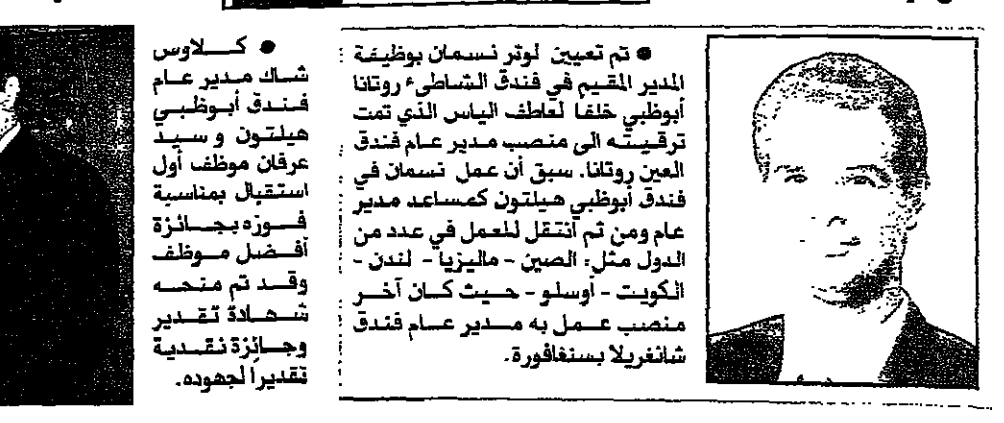 ● تم تعيين لوثر نسمان بوظيفة
المدير المقيم في فندق الشاطىء روتانا
أبوظبي خلفا لعاطف الياس الذي تمت
ترقيته الى منصب مدير عام فندق
العين روتانا. سبق أن عمل نسمان في
فندق أبوظبي هيلتون كمساعد مدير
عام ومن ثم انتقل للعمل في عدد من
الدول مثل: الصين - ماليزيا - لندن -
الكويت - أوسلو - حيث كان آخر
منصب عمل به مدير عام فندق
شانغريلا بسنغافورة.
● كلاوس
شاك مدير عام
فندق أبوظبي
هيلتون و سيد
عرفان موظف أول
استقبال بمناسبة
فوزه بجائزة
أفضل موظف
وقد تم منحه
شهادة تقدير
وجائزة نقدية
تقديرا لجهوده.